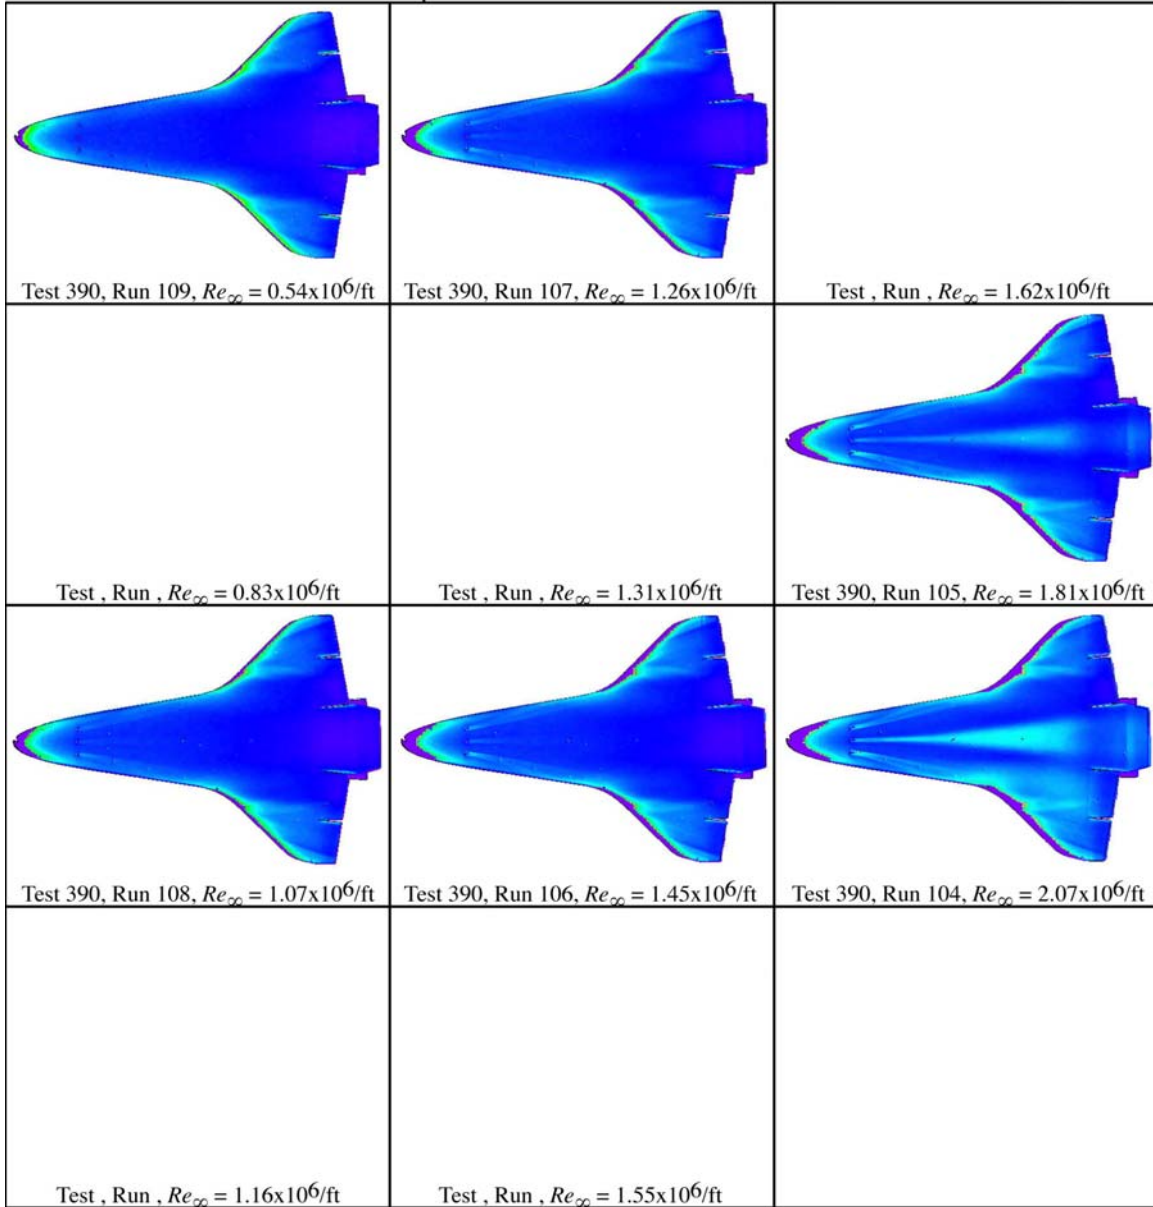 Test 390, Run 109, Re∞ = 0.54x10⁶/ft
Test 390, Run 107, Re∞ = 1.26x10⁶/ft
Test , Run , Re∞ = 1.62x10⁶/ft
Test , Run , Re∞ = 0.83x10⁶/ft
Test , Run , Re∞ = 1.31x10⁶/ft
Test 390, Run 105, Re∞ = 1.81x10⁶/ft
Test 390, Run 108, Re∞ = 1.07x10⁶/ft
Test 390, Run 106, Re∞ = 1.45x10⁶/ft
Test 390, Run 104, Re∞ = 2.07x10⁶/ft
Test , Run , Re∞ = 1.16x10⁶/ft
Test , Run , Re∞ = 1.55x10⁶/ft